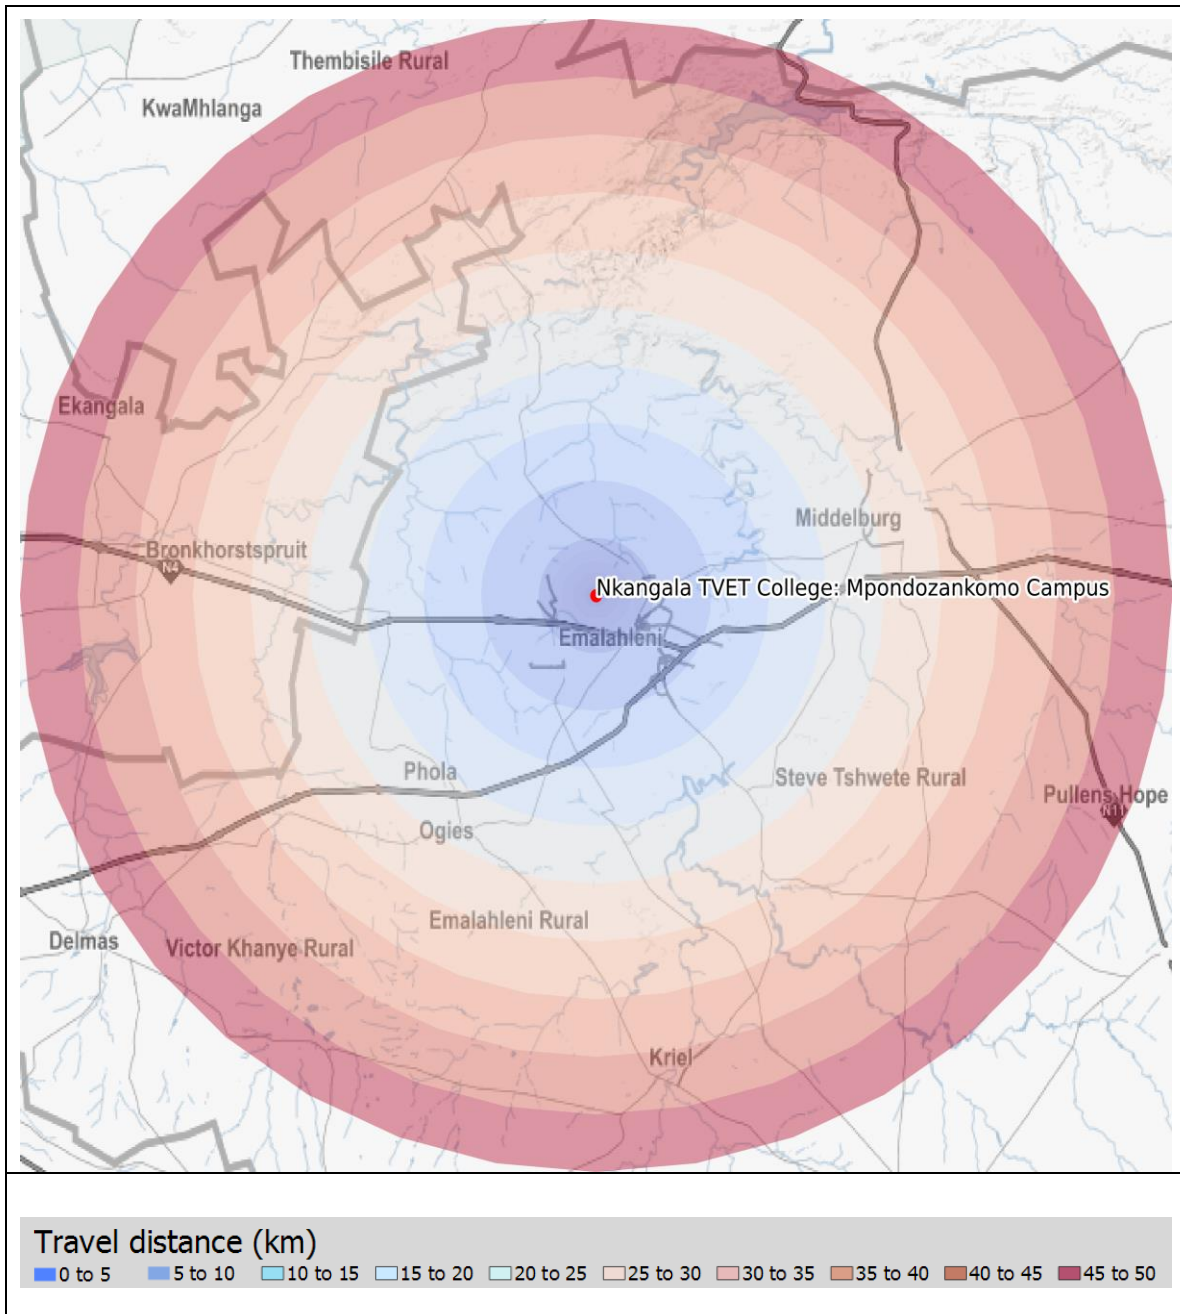 Thembisile Rural
KwaMhlanga
Ekangala
Middelburg
Bronkhorstspruit
N4
Nkangala TVET College: Mpondozankomo Campus
Emalahleni
Phola
Steve Tshwete Rural
Pullens Hope
N11
Ogies
Emalahleni Rural
Delmas
Victor Khanye Rural
Kriel
Travel distance (km)
0 to 5 5 to 10 10 to 15 15 to 20 20 to 25 25 to 30 30 to 35 35 to 40 40 to 45 45 to 50